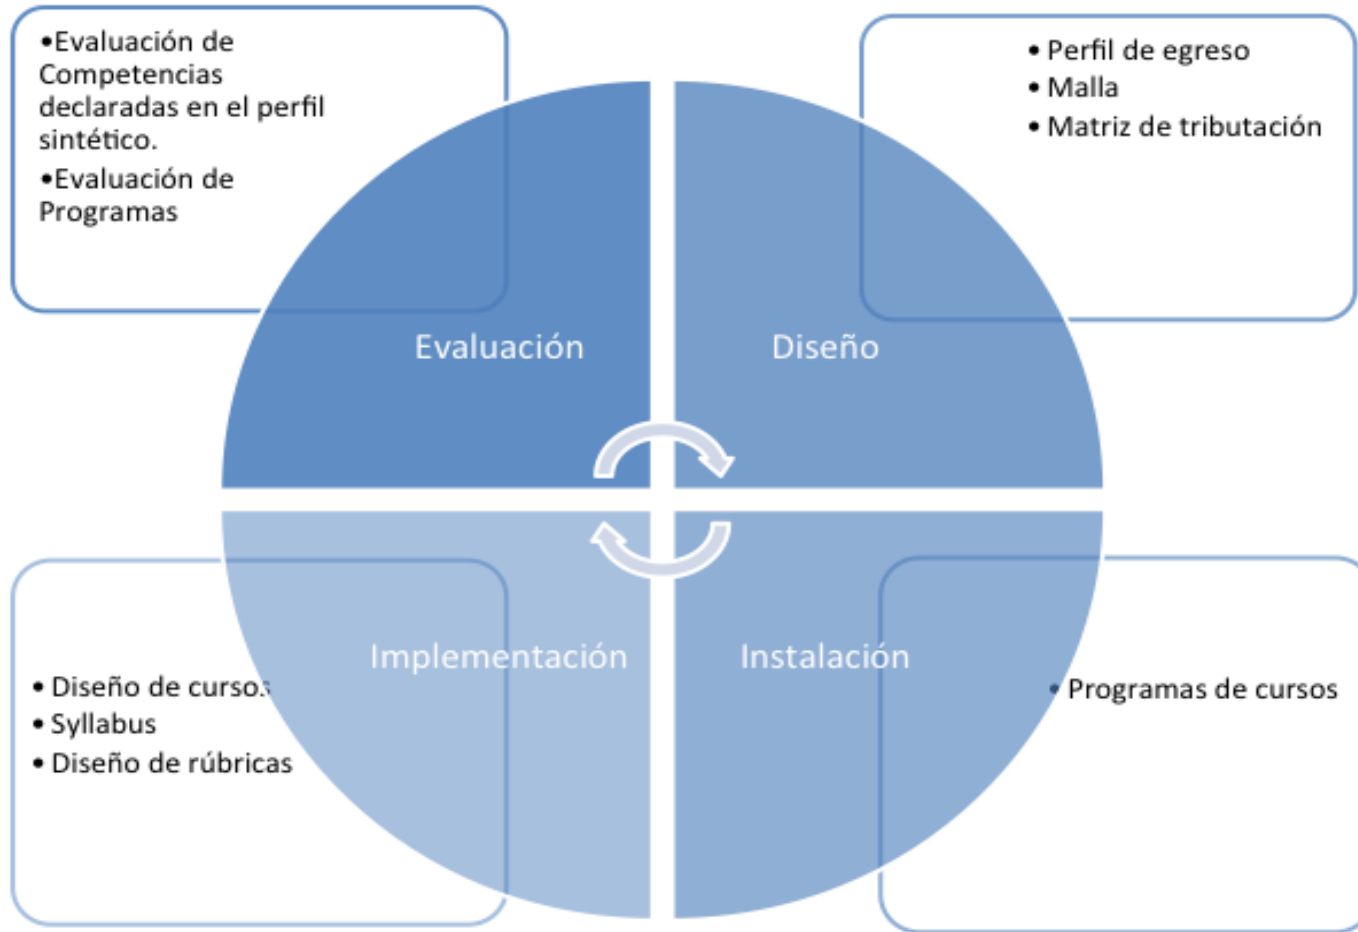 •Evaluación de
Competencias
declaradas en el perfil
sintético.
•Evaluación de
Programas
• Perfil de egreso
• Malla
• Matriz de tributación
Evaluación
Diseño
Implementación
Instalación
• Diseño de cursos
• Syllabus
• Diseño de rúbricas
• Programas de cursos